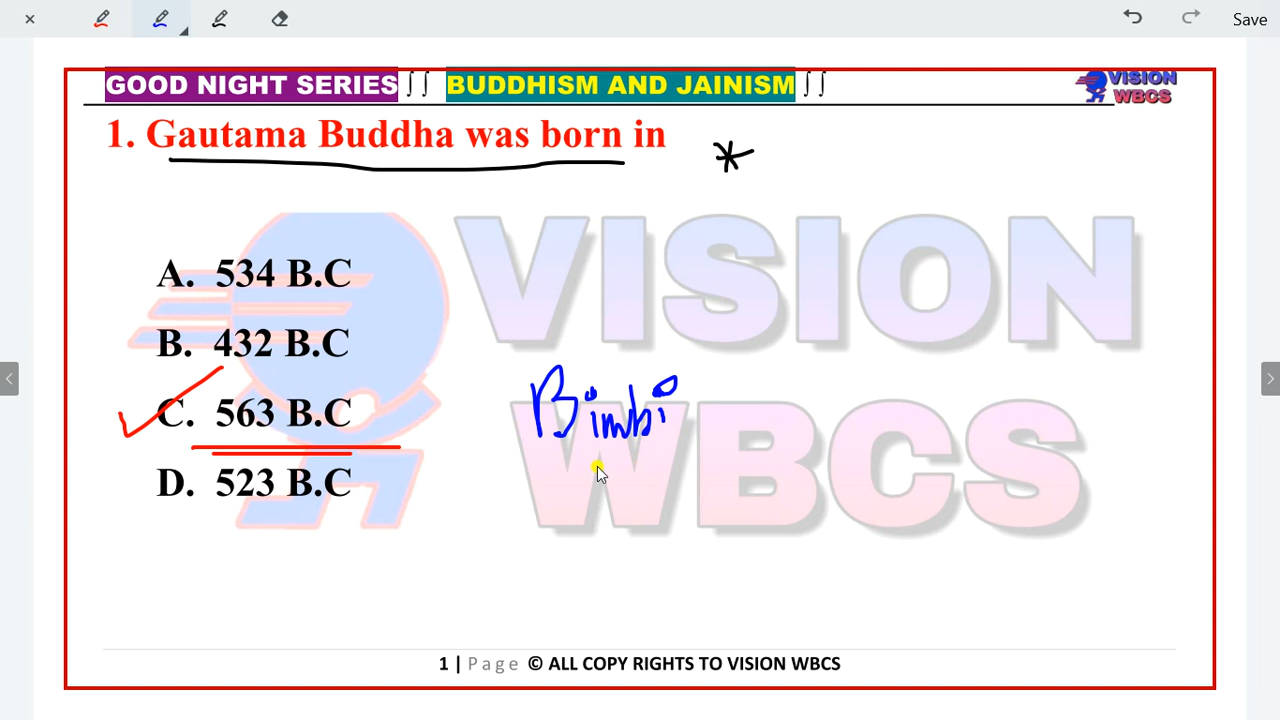 Save
GOOD NIGHT SERIES∫∫ BUDDHISM AND JAINISM∫∫
VISION
WBCS
1. Gautama Buddha was born in
*
A. 534 B.C
B. 432 B.C
C. 563 B.C
D. 523 B.C
VISION
WBCS
Bimbi
1 | Page © ALL COPY RIGHTS TO VISION WBCS